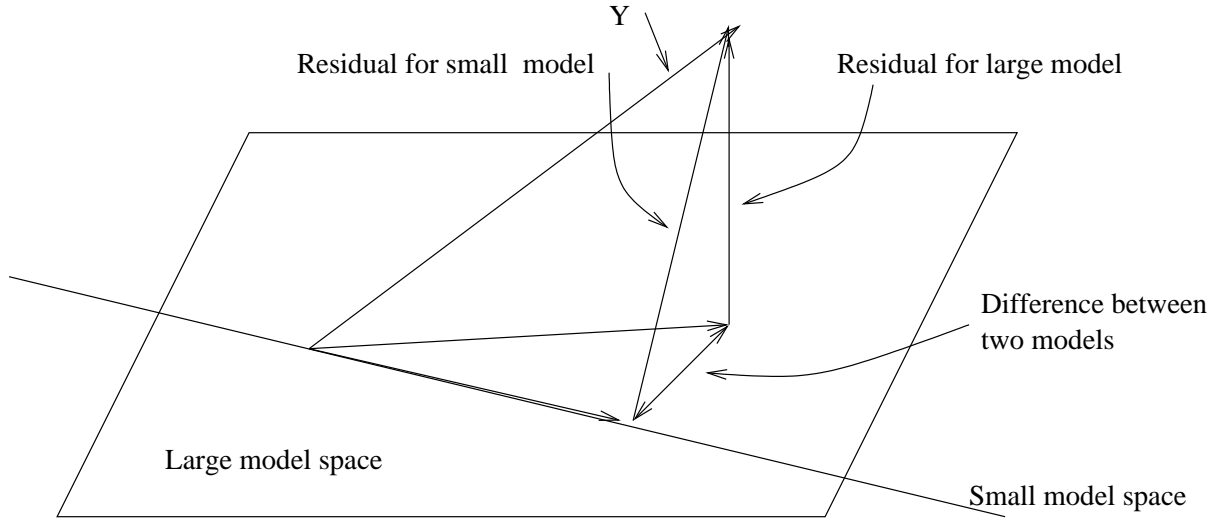 Y
Residual for small model
Residual for large model
Difference between
two models
Large model space
Small model space